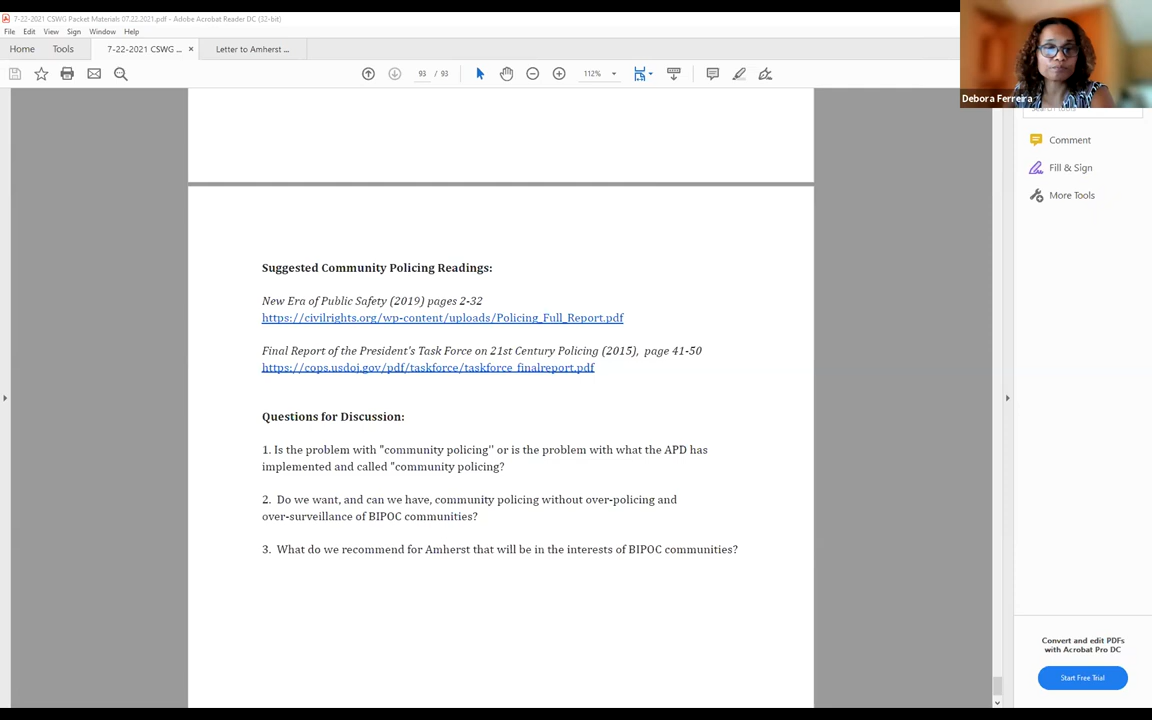 7-22-2021 CSWG Packet Materials 07.22.2021.pdf - Adobe Acrobat Reader DC (32-bit)
File Edit View Sign Window Help
Home Tools 7-22-2021 CSWG ... × Letter to Amherst ...
93 / 93 112%
Debora Ferreira
Comment
Fill & Sign
More Tools
Suggested Community Policing Readings:
New Era of Public Safety (2019) pages 2-32
https://civilrights.org/wp-content/uploads/Policing_Full_Report.pdf
Final Report of the President's Task Force on 21st Century Policing (2015), page 41-50
https://cops.usdoj.gov/pdf/taskforce/taskforce_finalreport.pdf
Questions for Discussion:
1. Is the problem with "community policing" or is the problem with what the APD has
implemented and called "community policing?
2. Do we want, and can we have, community policing without over-policing and
over-surveillance of BIPOC communities?
3. What do we recommend for Amherst that will be in the interests of BIPOC communities?
Convert and edit PDFs
with Acrobat Pro DC
Start Free Trial